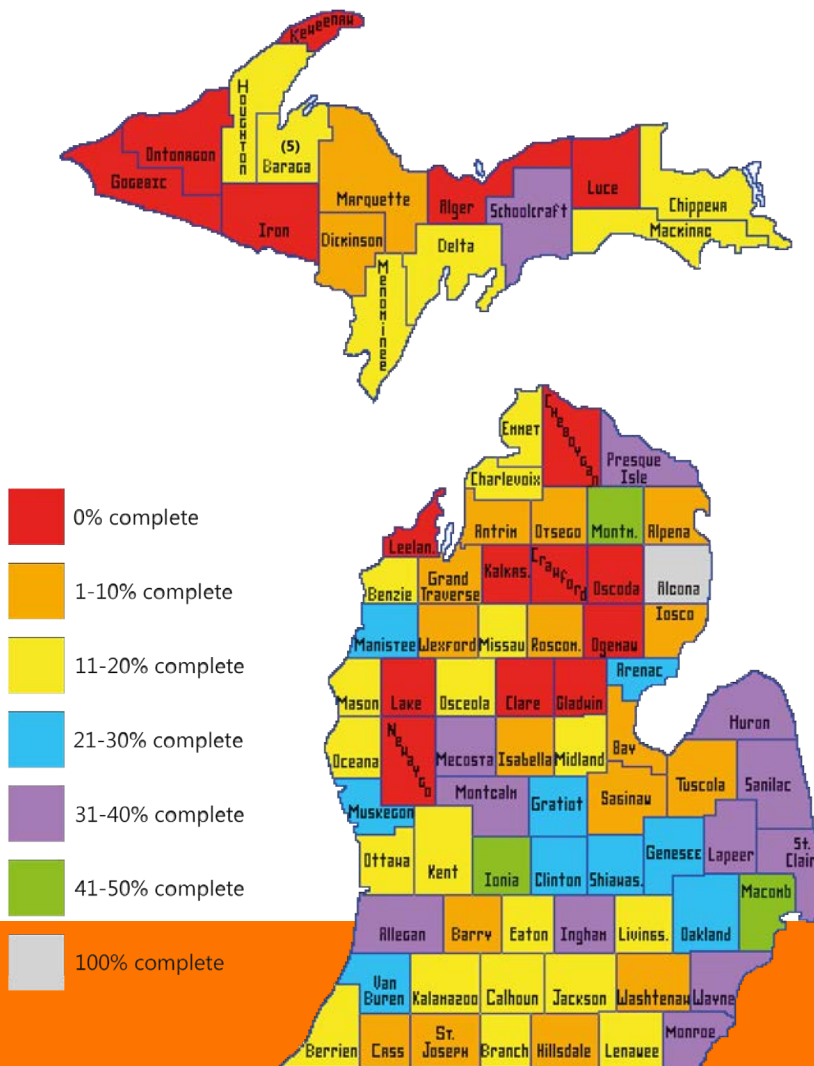 Keweenaw
Houghton
Ontonagon
(5)
Baraga
Gogebic
Iron
Marquette
Dickinson
Alger
Schoolcraft
Luce
Chippewa
Mackinac
Delta
Menominee
Emmet
Cheboygan
Presque
Isle
Charlevoix
0% complete
Antrim
Otsego
Montm.
Alpena
Leelan.
1-10% complete
Benzie
Grand
Traverse
Kalkas.
Crawford
Oscoda
Alcona
Iosco
Manistee
Wexford
Missau
Roscom.
Ogemaw
11-20% complete
Arenac
Mason
Lake
Osceola
Clare
Gladwin
Huron
21-30% complete
Oceana
Newaygo
Mecosta
Isabella
Midland
Bay
Tuscola
Sanilac
31-40% complete
Muskegon
Montcalm
Gratiot
Saginaw
Ottawa
Kent
Ionia
Clinton
Shiawas.
Genesee
Lapeer
St.
Clair
41-50% complete
Macomb
Allegan
Barry
Eaton
Ingham
Livings.
Oakland
100% complete
Van
Buren
Kalamazoo
Calhoun
Jackson
Washtenaw
Wayne
Berrien
Cass
St.
Joseph
Branch
Hillsdale
Lenawee
Monroe